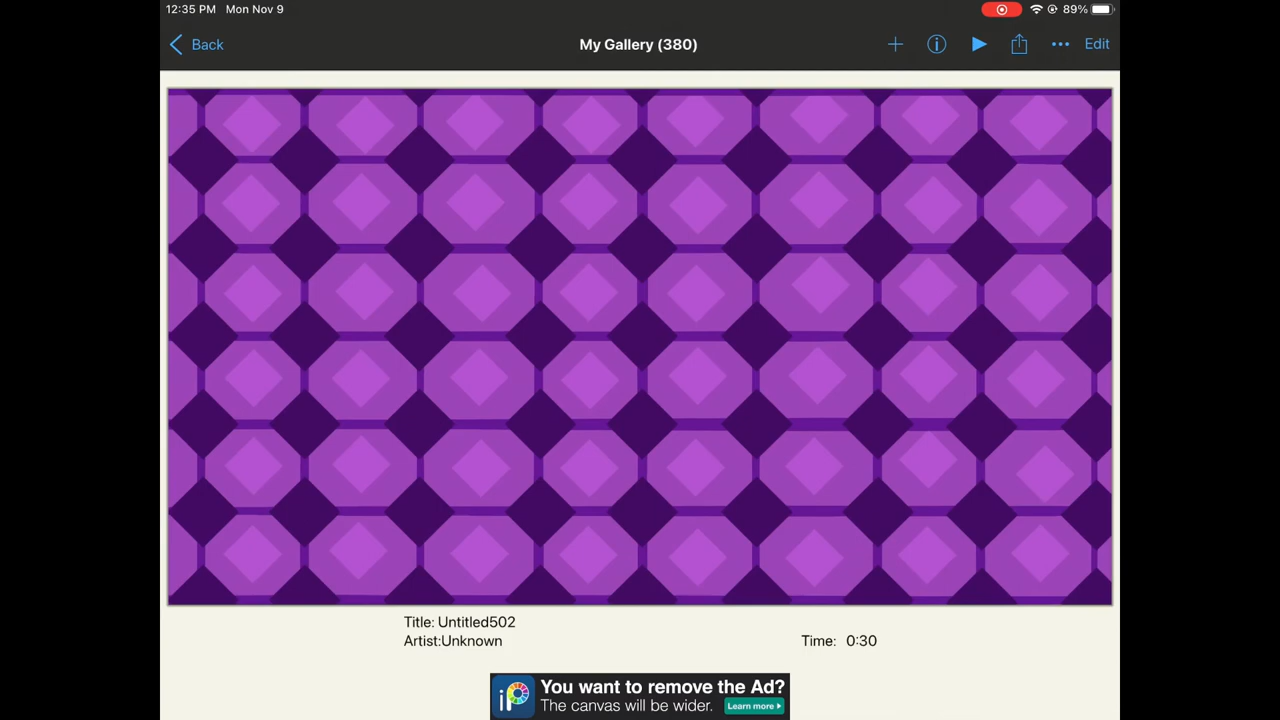 12:35 PM Mon Nov 9 89%
Back My Gallery (380) Edit
Title: Untitled502
Artist:Unknown Time: 0:30
You want to remove the Ad?
The canvas will be wider. Learn more